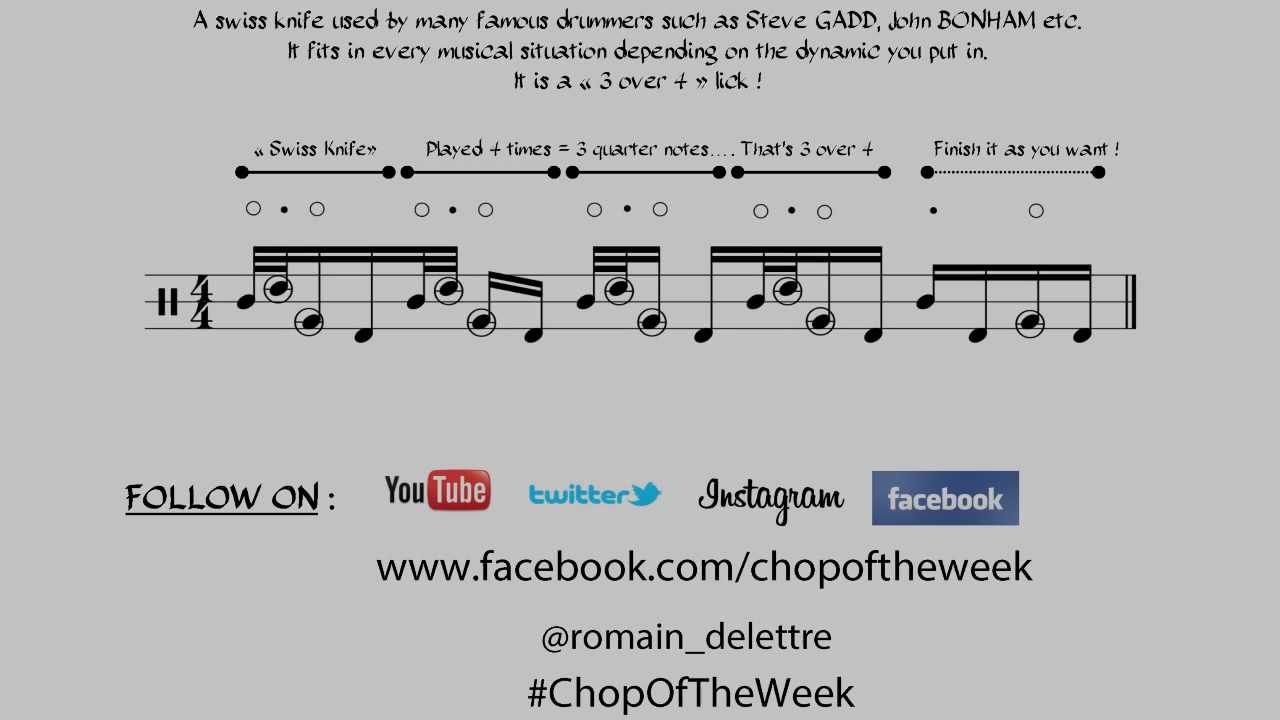 A swiss knife used by many famous drummers such as Steve GADD, John BONHAM etc.
It fits in every musical situation depending on the dynamic you put in.
It is a « 3 over 4 » lick !
« Swiss Knife» Played 4 times = 3 quarter notes.... That's 3 over 4 Finish it as you want !
4
4
FOLLOW ON : YouTube twitter Instagram facebook
www.facebook.com/chopoftheweek
@romain_delettre
#ChopOfTheWeek